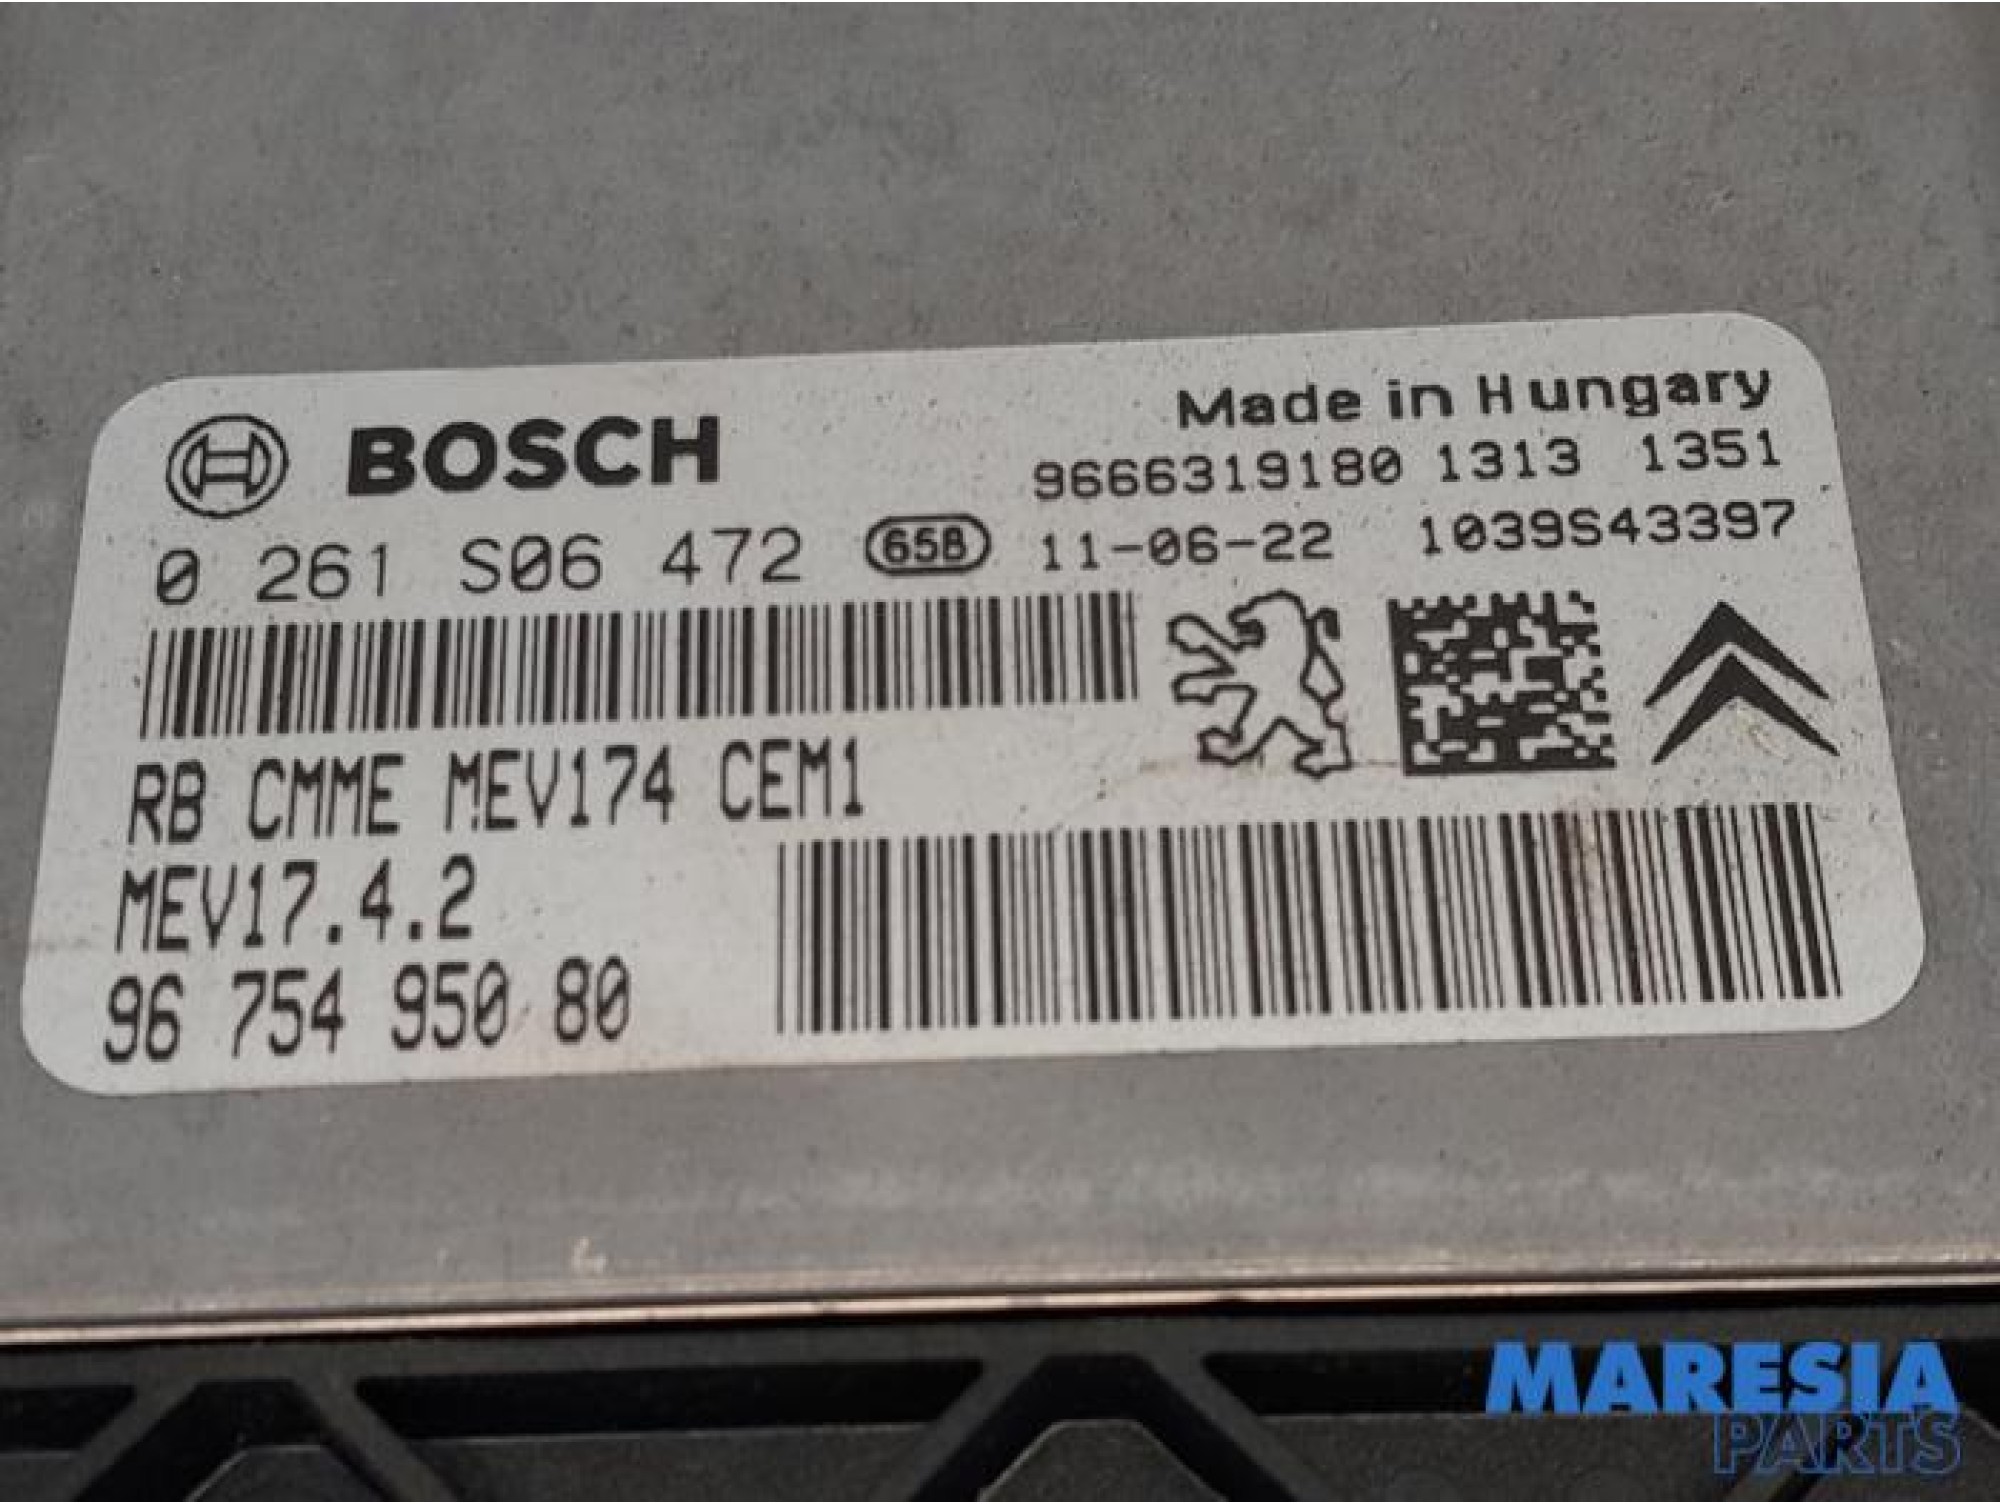 Made in Hungary
BOSCH
9666319180 1313 1351
0 261 S06 472 65B 11-06-22 1039S43397
RB CMME MEV174 CEM1
MEV17.4.2
96 754 950 80
MARESIA
PARTS